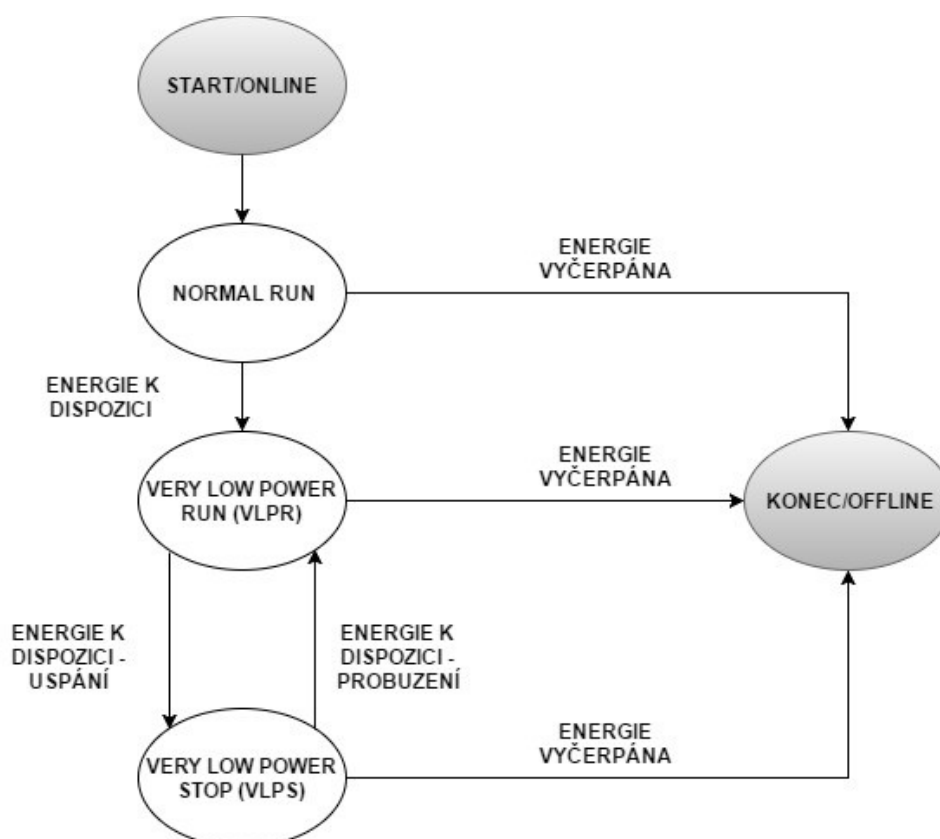 START/ONLINE
NORMAL RUN
ENERGIE
VYČERPÁNA
ENERGIE K
DISPOZICI
VERY LOW POWER
RUN (VLPR)
ENERGIE
VYČERPÁNA
KONEC/OFFLINE
ENERGIE K
DISPOZICI -
USPÁNÍ
ENERGIE K
DISPOZICI -
PROBUZENÍ
VERY LOW POWER
STOP (VLPS)
ENERGIE
VYČERPÁNA